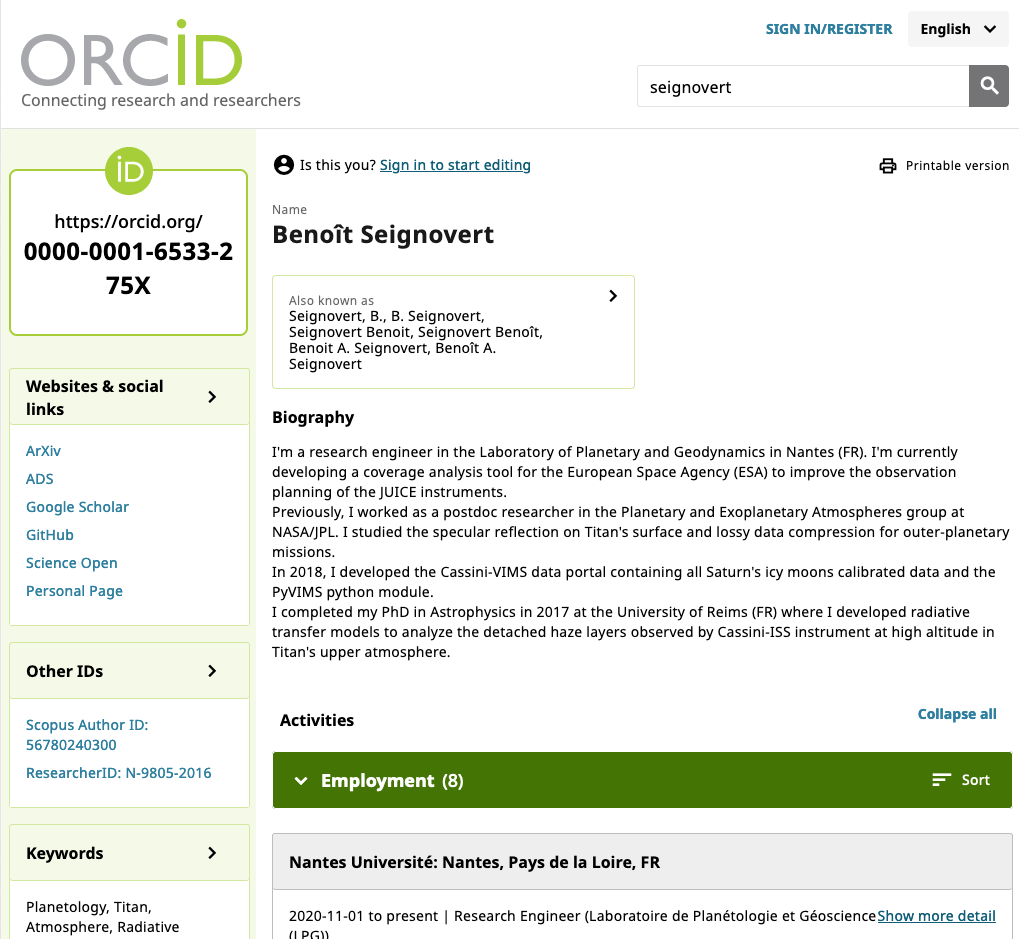 SIGN IN/REGISTER
English
ORCiD
Connecting research and researchers
seignovert
iD
https://orcid.org/
0000-0001-6533-2
75X
Websites & social
links
ArXiv
ADS
Google Scholar
GitHub
Science Open
Personal Page
Other IDs
Scopus Author ID:
56780240300
ResearcherID: N-9805-2016
Keywords
Planetology, Titan,
Atmosphere, Radiative
Is this you? Sign in to start editing
Printable version
Name
Benoît Seignovert
Also known as
Seignovert, B., B. Seignovert,
Seignovert Benoit, Seignovert Benoît,
Benoit A. Seignovert, Benoît A.
Seignovert
Biography
I'm a research engineer in the Laboratory of Planetary and Geodynamics in Nantes (FR). I'm currently
developing a coverage analysis tool for the European Space Agency (ESA) to improve the observation
planning of the JUICE instruments.
Previously, I worked as a postdoc researcher in the Planetary and Exoplanetary Atmospheres group at
NASA/JPL. I studied the specular reflection on Titan's surface and lossy data compression for outer-planetary
missions.
In 2018, I developed the Cassini-VIMS data portal containing all Saturn's icy moons calibrated data and the
PyVIMS python module.
I completed my PhD in Astrophysics in 2017 at the University of Reims (FR) where I developed radiative
transfer models to analyze the detached haze layers observed by Cassini-ISS instrument at high altitude in
Titan's upper atmosphere.
Activities
Collapse all
Employment (8)
Sort
Nantes Université: Nantes, Pays de la Loire, FR
2020-11-01 to present | Research Engineer (Laboratoire de Planétologie et Géoscience
Show more detail
(LPG))